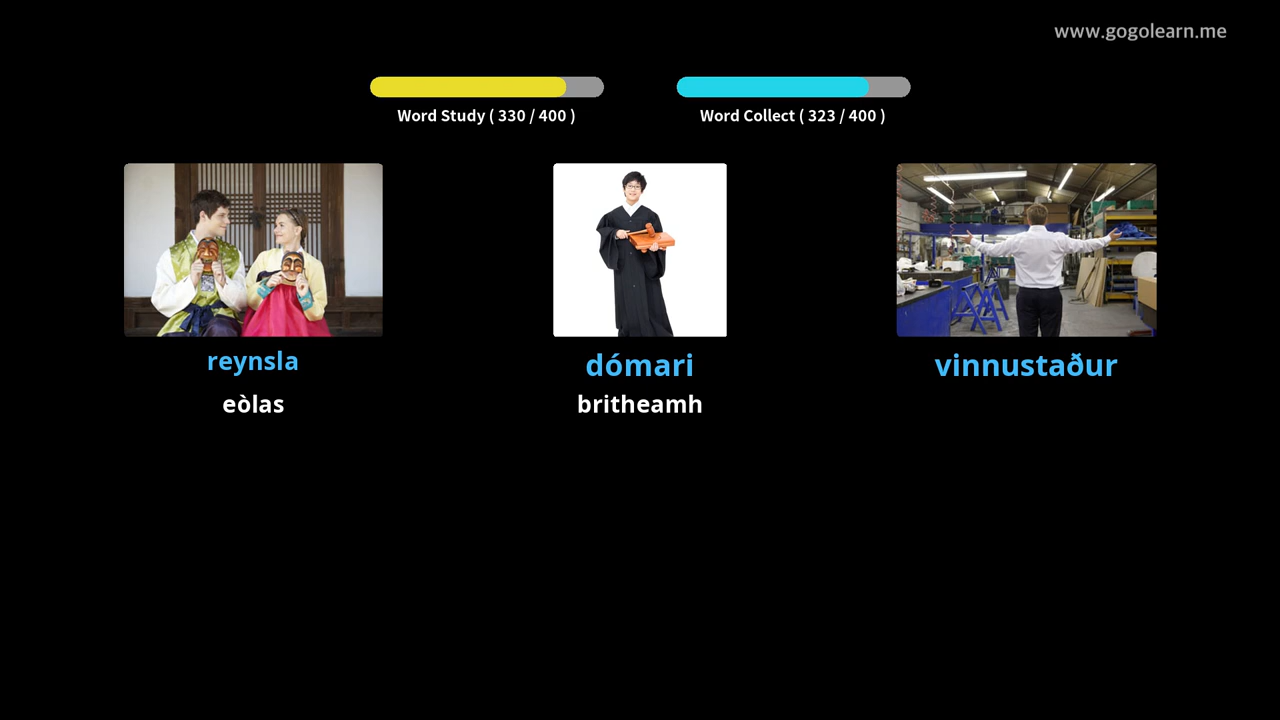 www.gogolearn.me
Word Study ( 330 / 400 )
Word Collect ( 323 / 400 )
reynsla
dómari
vinnustaður
eòlas
britheamh